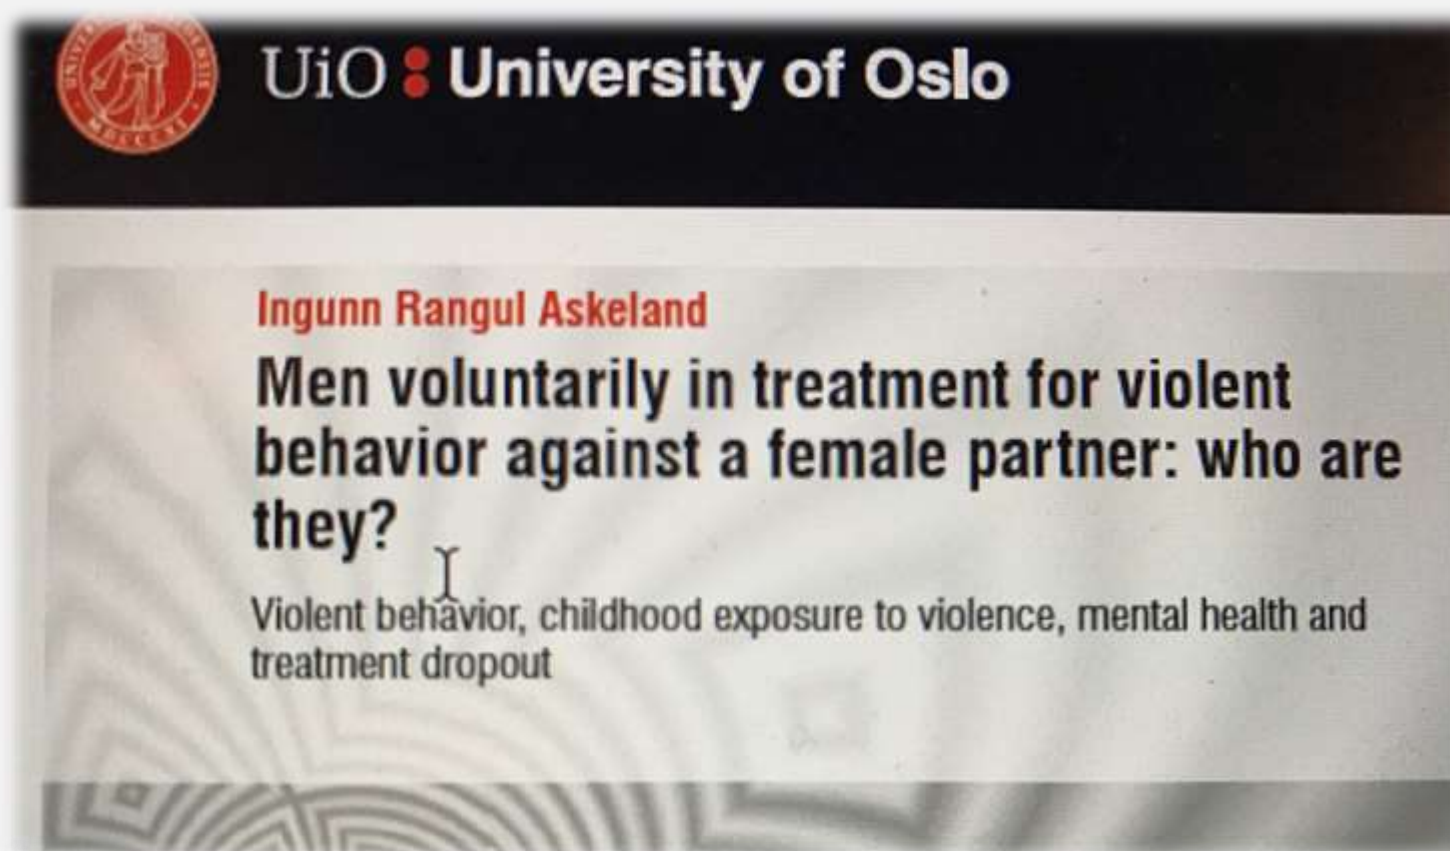 UiO : University of Oslo
Ingunn Rangul Askeland
Men voluntarily in treatment for violent
behavior against a female partner: who are
they?
Violent behavior, childhood exposure to violence, mental health and
treatment dropout